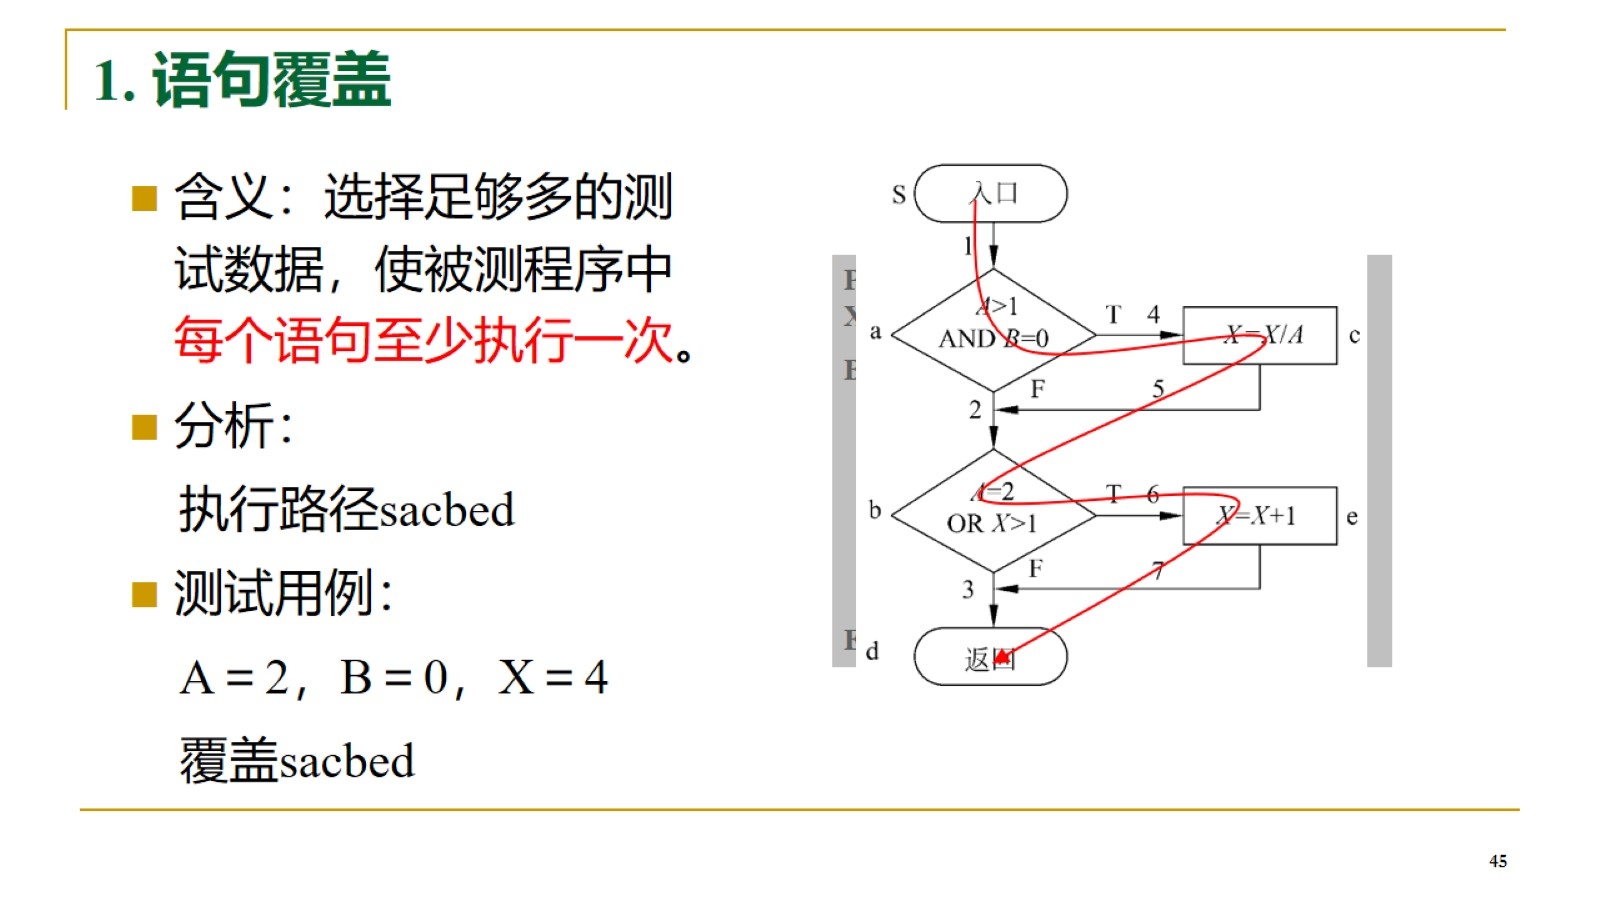 1. 语句覆盖
含义：选择足够多的测
试数据，使被测程序中
每个语句至少执行一次。
分析：
执行路径sacbed
测试用例：
A = 2，B = 0，X = 4
覆盖sacbed
S
入口
1
a
A>1
AND B=0
T 4
X=X/A
c
F
5
2
b
A=2
OR X>1
T 6
X=X+1
e
F
7
3
d
返回
45